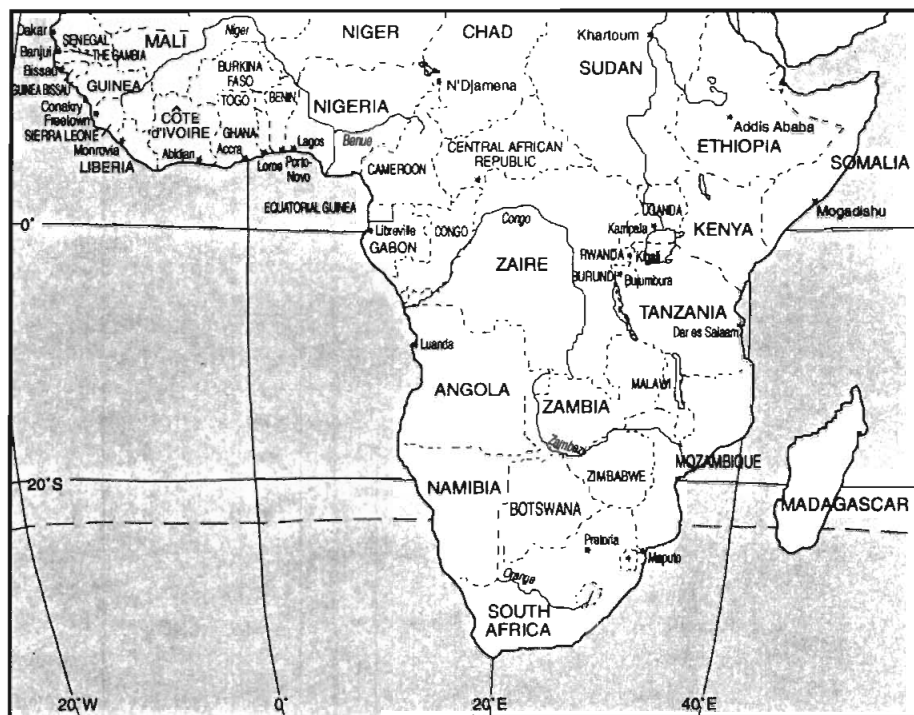 Dakar
SENEGAL
MALI
Niger
NIGER
CHAD
Khartoum
Banjui
THE GAMBIA
SUDAN
Bissau
BURKINA
FASO
N'Djamena
GUINEA
GUINEA BISSAU
TOGO
BENIN
NIGERIA
Conakry
Freetown
CÔTE
d'IVOIRE
SIERRA LEONE
GHANA
Addis Ababa
ETHIOPIA
Monrovia
LIBERIA
Abidjan
Accra
Lome
Lagos
Porto-
Novo
Benue
CAMEROON
CENTRAL AFRICAN
REPUBLIC
SOMALIA
EQUATORIAL GUINEA
UGANDA
Mogadishu
0°
Libreville
GABON
CONGO
Congo
Kampala
KENYA
ZAIRE
RWANDA
Kigali
BURUNDI
Bujumbura
TANZANIA
Dar es Salaam
Luanda
ANGOLA
ZAMBIA
MALAWI
Zambezi
MOZAMBIQUE
20°S
NAMIBIA
ZIMBABWE
BOTSWANA
MADAGASCAR
Pretoria
Maputo
Orange
SOUTH
AFRICA
20°W
0°
20°E
40°E